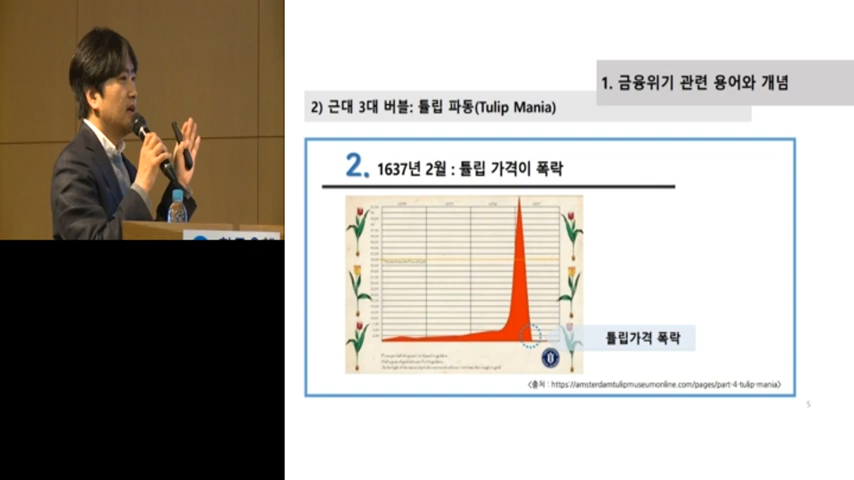 1. 금융위기 관련 용어와 개념
2) 근대 3대 버블: 튤립 파동(Tulip Mania)
2. 1637년 2월 : 튤립 가격이 폭락
튤립가격 폭락
<출처 : https://amsterdamtulipmuseumonline.com/pages/part-4-tulip-mania>
5